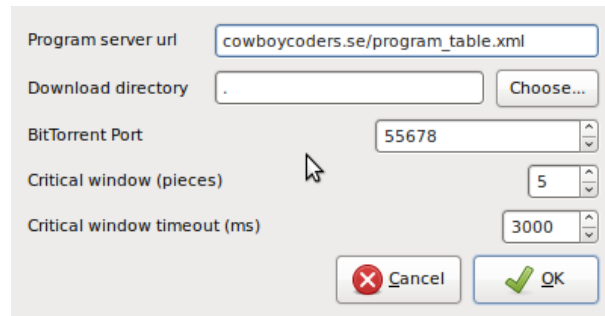 Program server url cowboycoders.se/program_table.xml
Download directory . Choose...
BitTorrent Port 55678
Critical window (pieces) 5
Critical window timeout (ms) 3000
Cancel OK